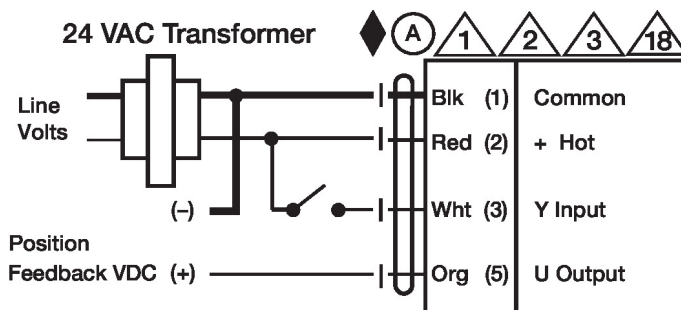 24 VAC Transformer
A 1 2 3 18
Line
Volts
Blk (1) Common
Red (2) + Hot
(–) Wht (3) Y Input
Position
Feedback VDC (+) Org (5) U Output